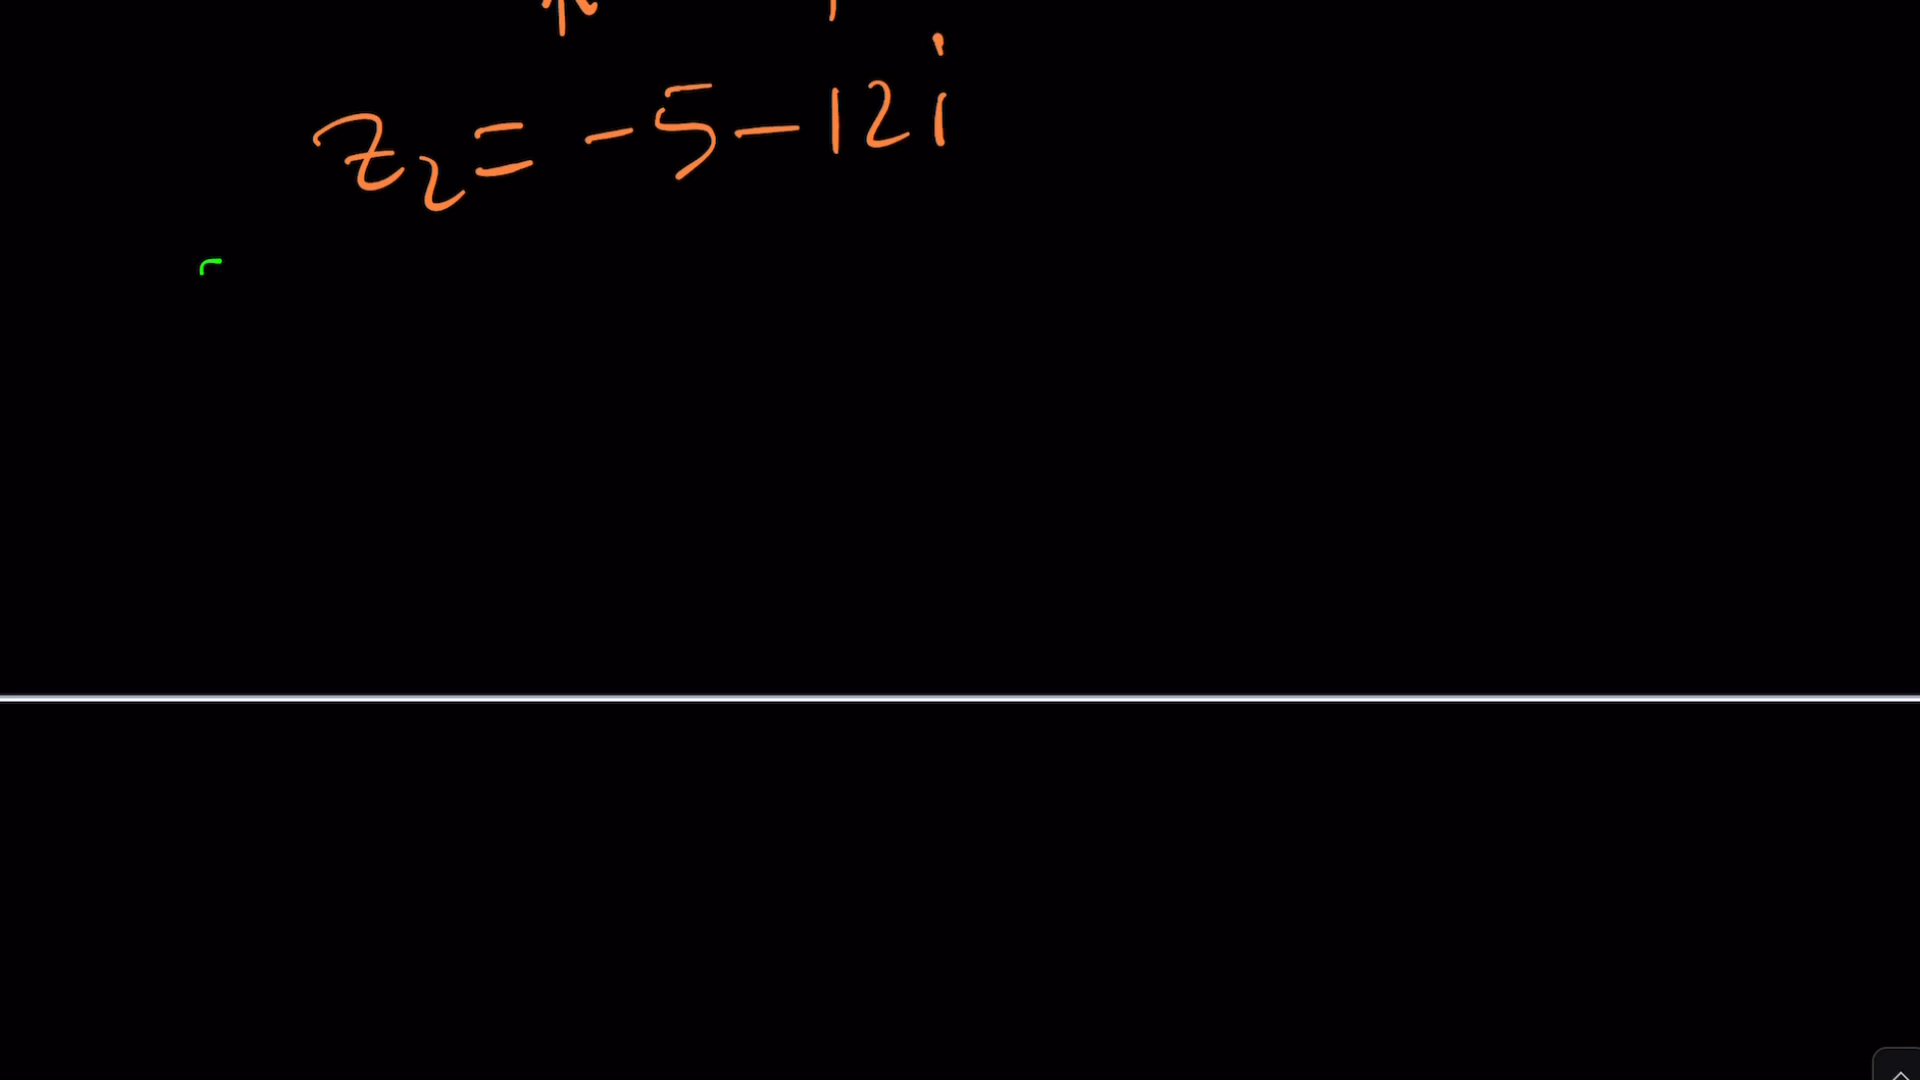 z₂ = -5-12i